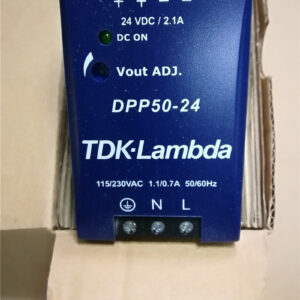 + + − −
24 VDC / 2.1A
DC ON
Vout ADJ.
DPP50-24
TDK·Lambda
115/230VAC 1.1/0.7A 50/60Hz
⏚ N L